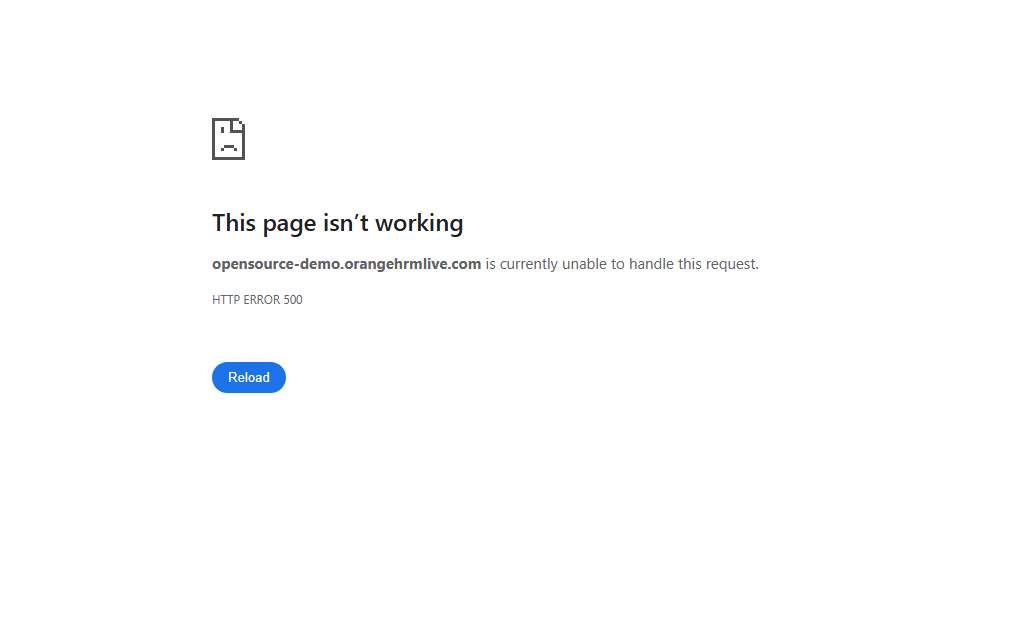 This page isn’t working
opensource-demo.orangehrmlive.com is currently unable to handle this request.
HTTP ERROR 500
Reload